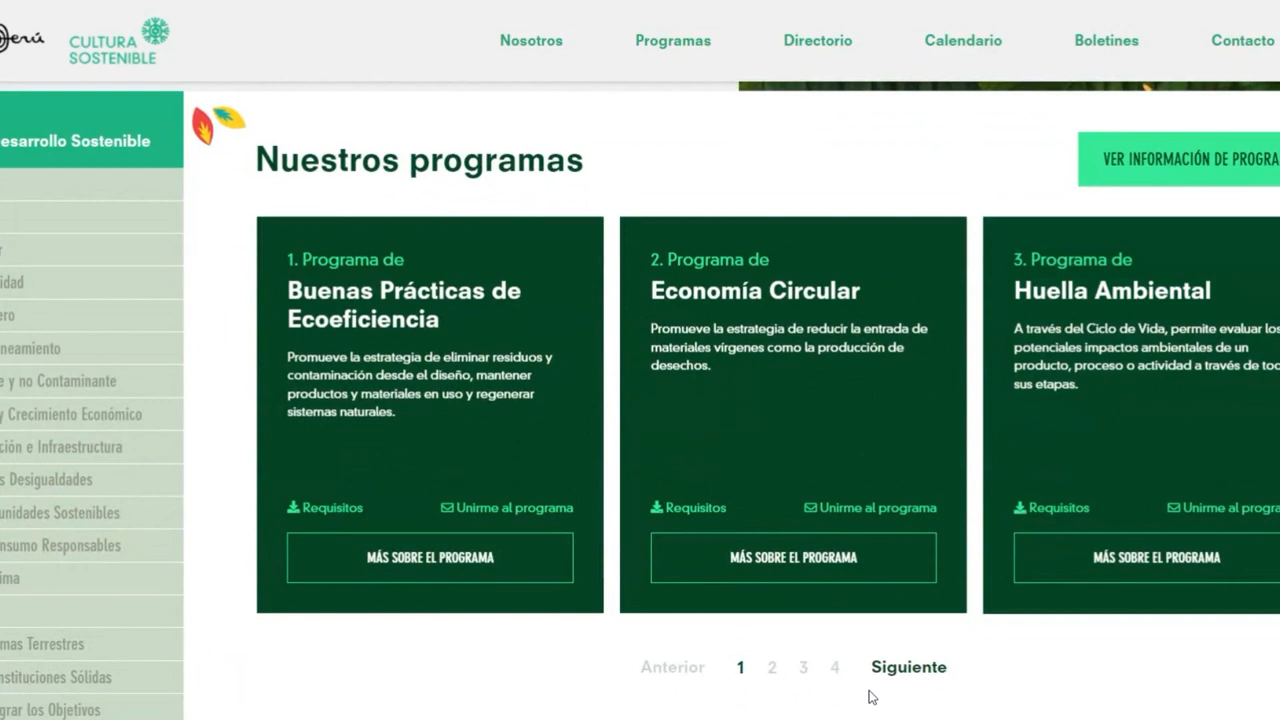 Perú
CULTURA
SOSTENIBLE
Nosotros
Programas
Directorio
Calendario
Boletines
Contacto
esarrollo Sostenible
r
idad
ero
neamiento
e y no Contaminante
y Crecimiento Económico
ción e Infraestructura
s Desigualdades
unidades Sostenibles
nsumo Responsables
ima
mas Terrestres
nstituciones Sólidas
grar los Objetivos
Nuestros programas
VER INFORMACIÓN DE PROGRA
1. Programa de
Buenas Prácticas de
Ecoeficiencia
Promueve la estrategia de eliminar residuos y
contaminación desde el diseño, mantener
productos y materiales en uso y regenerar
sistemas naturales.
Requisitos
Unirme al programa
MÁS SOBRE EL PROGRAMA
2. Programa de
Economía Circular
Promueve la estrategia de reducir la entrada de
materiales vírgenes como la producción de
desechos.
Requisitos
Unirme al programa
MÁS SOBRE EL PROGRAMA
3. Programa de
Huella Ambiental
A través del Ciclo de Vida, permite evaluar los
potenciales impactos ambientales de un
producto, proceso o actividad a través de toc
sus etapas.
Requisitos
Unirme al progra
MÁS SOBRE EL PROGRAMA
Anterior 1 2 3 4 Siguiente